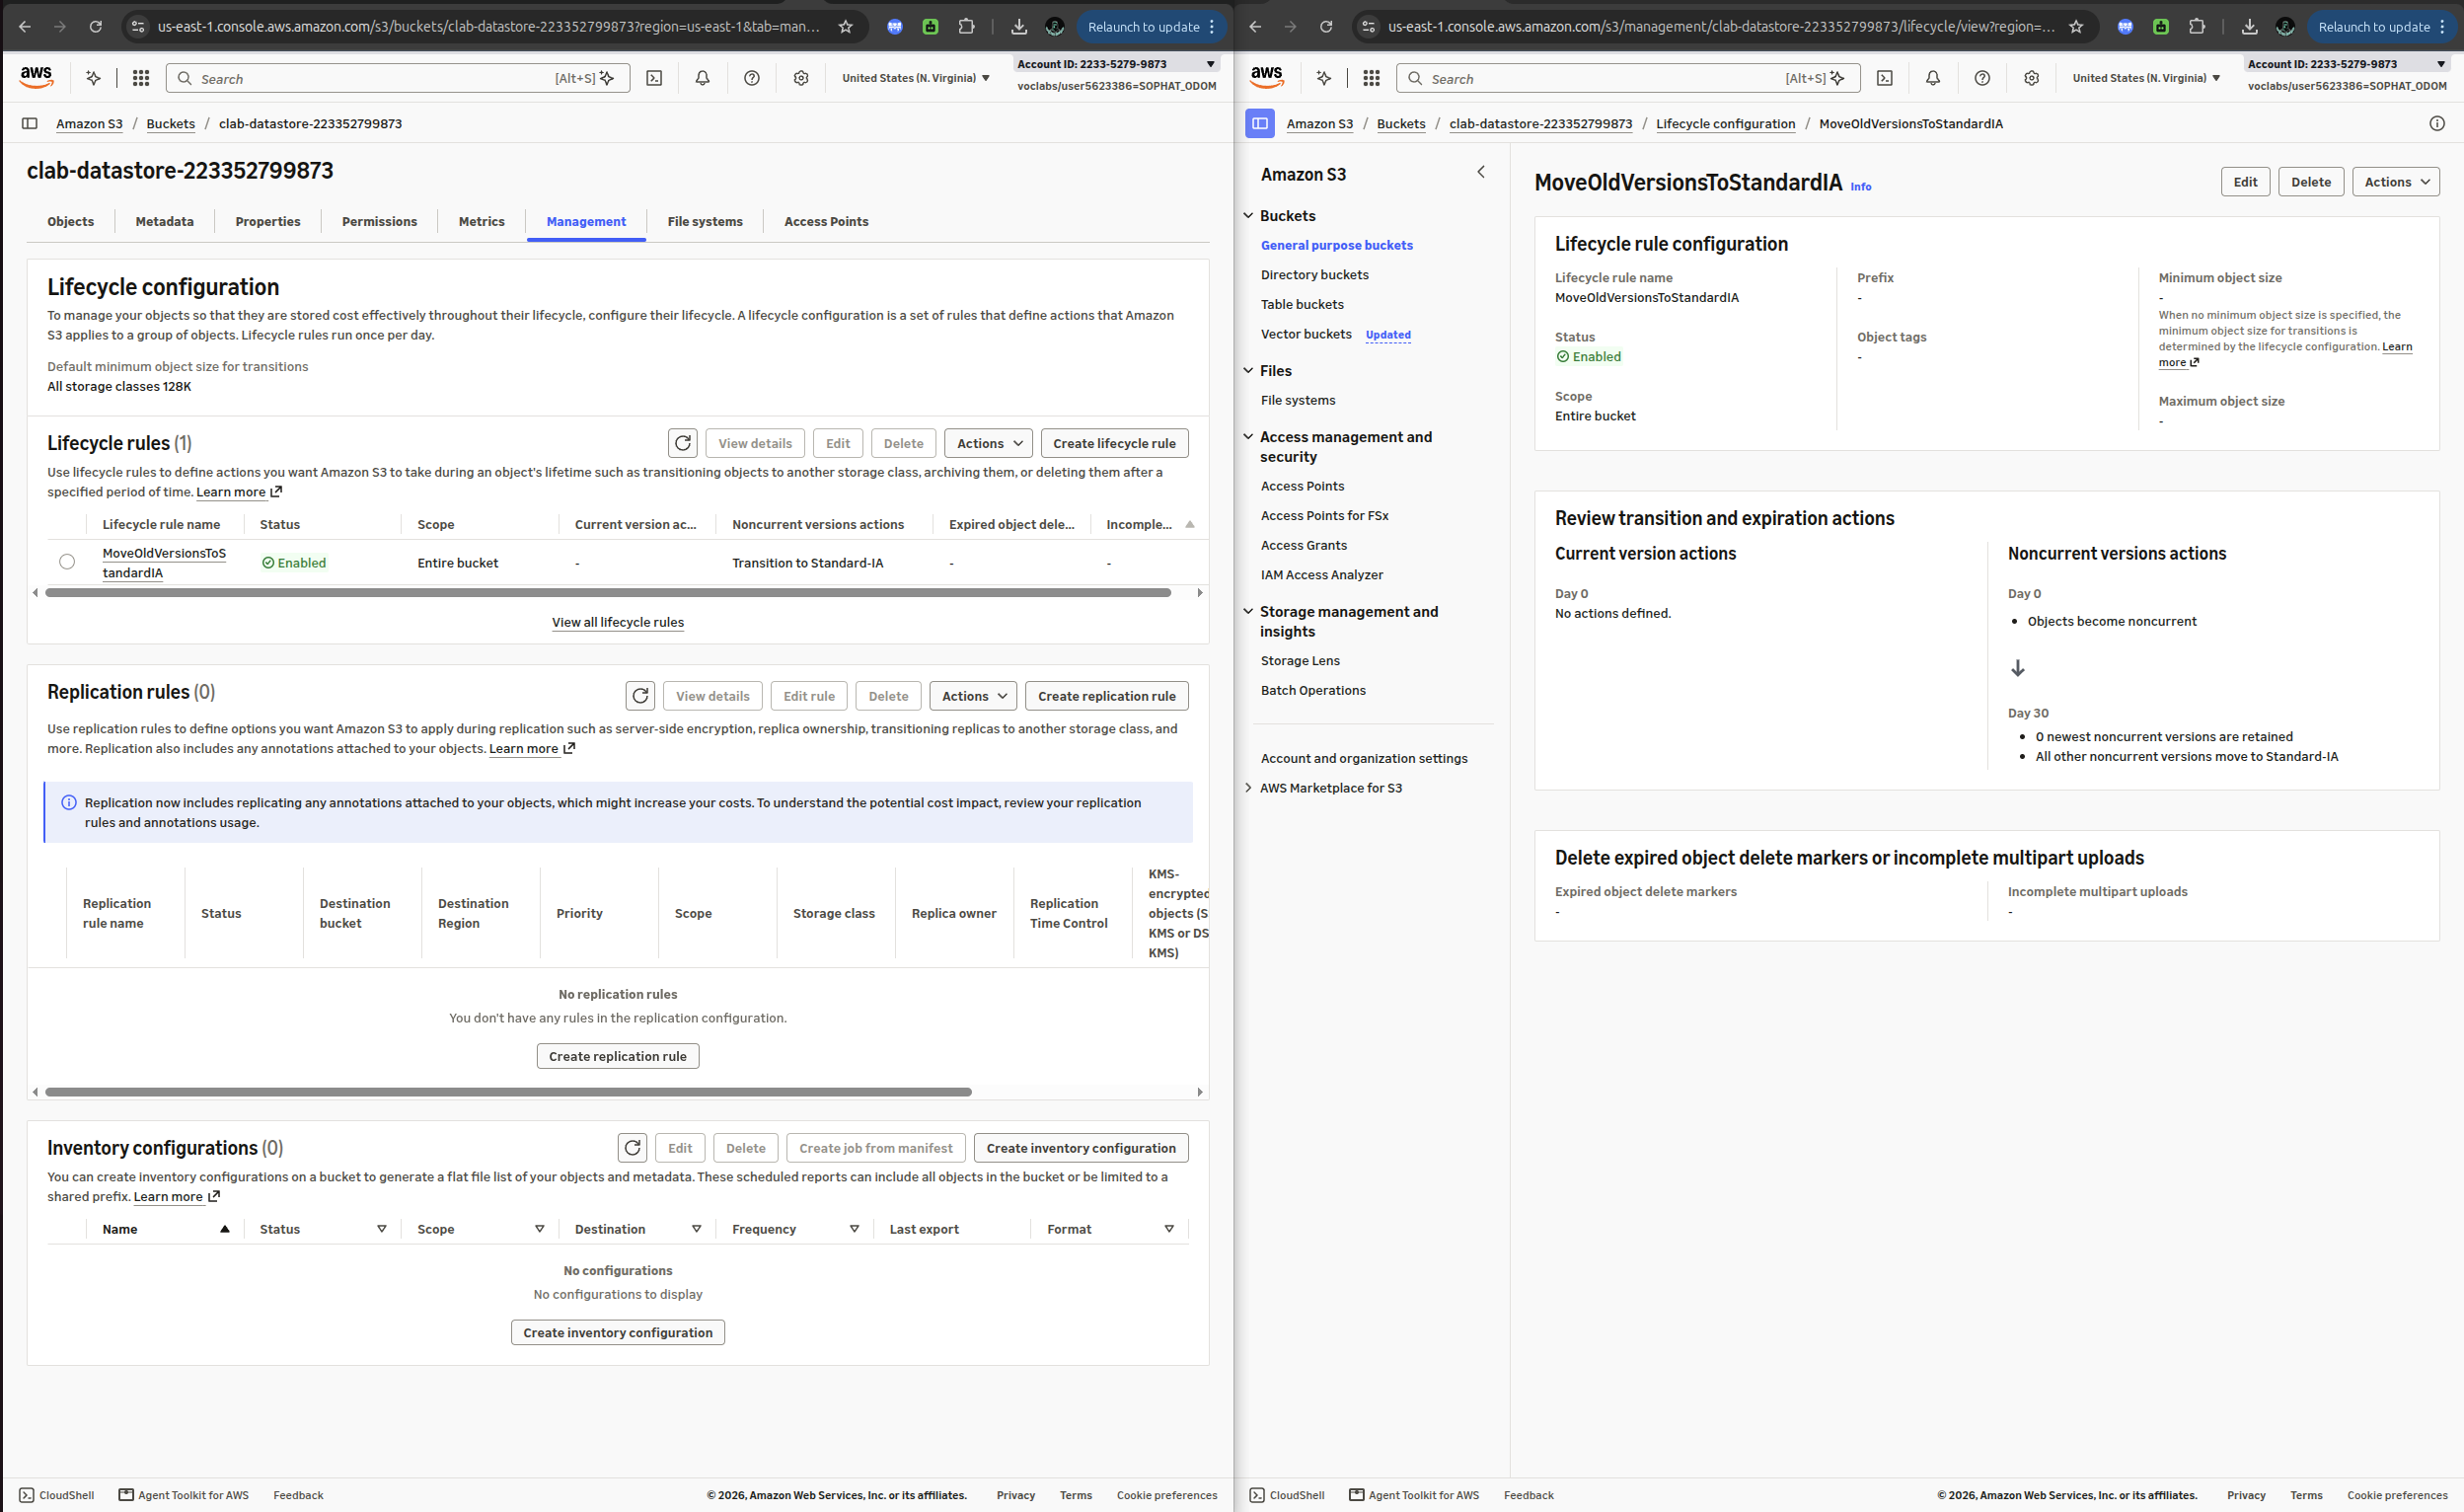 us-east-1.console.aws.amazon.com/s3/buckets/clab-datastore-223352799873?region=us-east-1&tab=man...
Relaunch to update
aws
Search
[Alt+S]
United States (N. Virginia)
Account ID: 2233-5279-9873
voclabs/user5623386=SOPHAT_ODOM
Amazon S3 / Buckets / clab-datastore-223352799873
clab-datastore-223352799873
Objects
Metadata
Properties
Permissions
Metrics
Management
File systems
Access Points
Lifecycle configuration
To manage your objects so that they are stored cost effectively throughout their lifecycle, configure their lifecycle. A lifecycle configuration is a set of rules that define actions that Amazon
S3 applies to a group of objects. Lifecycle rules run once per day.
Default minimum object size for transitions
All storage classes 128K
Lifecycle rules (1)
View details
Edit
Delete
Actions
Create lifecycle rule
Use lifecycle rules to define actions you want Amazon S3 to take during an object's lifetime such as transitioning objects to another storage class, archiving them, or deleting them after a
specified period of time. Learn more
Lifecycle rule name
Status
Scope
Current version ac...
Noncurrent versions actions
Expired object dele...
Incomple...
MoveOldVersionsToS
tandardIA
Enabled
Entire bucket
-
Transition to Standard-IA
-
-
View all lifecycle rules
Replication rules (0)
View details
Edit rule
Delete
Actions
Create replication rule
Use replication rules to define options you want Amazon S3 to apply during replication such as server-side encryption, replica ownership, transitioning replicas to another storage class, and
more. Replication also includes any annotations attached to your objects. Learn more
Replication now includes replicating any annotations attached to your objects, which might increase your costs. To understand the potential cost impact, review your replication
rules and annotations usage.
Replication
rule name
Status
Destination
bucket
Destination
Region
Priority
Scope
Storage class
Replica owner
Replication
Time Control
KMS-
encrypted
objects (S
KMS or DS
KMS)
No replication rules
You don't have any rules in the replication configuration.
Create replication rule
Inventory configurations (0)
Edit
Delete
Create job from manifest
Create inventory configuration
You can create inventory configurations on a bucket to generate a flat file list of your objects and metadata. These scheduled reports can include all objects in the bucket or be limited to a
shared prefix. Learn more
Name
Status
Scope
Destination
Frequency
Last export
Format
No configurations
No configurations to display
Create inventory configuration
CloudShell
Agent Toolkit for AWS
Feedback
© 2026, Amazon Web Services, Inc. or its affiliates.
Privacy
Terms
Cookie preferences
us-east-1.console.aws.amazon.com/s3/management/clab-datastore-223352799873/lifecycle/view?region=...
Relaunch to update
aws
Search
[Alt+S]
United States (N. Virginia)
Account ID: 2233-5279-9873
voclabs/user5623386=SOPHAT_ODOM
Amazon S3 / Buckets / clab-datastore-223352799873 / Lifecycle configuration / MoveOldVersionsToStandardIA
Amazon S3
Buckets
General purpose buckets
Directory buckets
Table buckets
Vector buckets Updated
Files
File systems
Access management and
security
Access Points
Access Points for FSx
Access Grants
IAM Access Analyzer
Storage management and
insights
Storage Lens
Batch Operations
Account and organization settings
AWS Marketplace for S3
MoveOldVersionsToStandardIA Info
Edit
Delete
Actions
Lifecycle rule configuration
Lifecycle rule name
MoveOldVersionsToStandardIA
Status
Enabled
Scope
Entire bucket
Prefix
-
Object tags
-
Minimum object size
-
When no minimum object size is specified, the
minimum object size for transitions is
determined by the lifecycle configuration. Learn
more
Maximum object size
-
Review transition and expiration actions
Current version actions
Day 0
No actions defined.
Noncurrent versions actions
Day 0
• Objects become noncurrent
Day 30
• 0 newest noncurrent versions are retained
• All other noncurrent versions move to Standard-IA
Delete expired object delete markers or incomplete multipart uploads
Expired object delete markers
-
Incomplete multipart uploads
-
CloudShell
Agent Toolkit for AWS
Feedback
© 2026, Amazon Web Services, Inc. or its affiliates.
Privacy
Terms
Cookie preferences